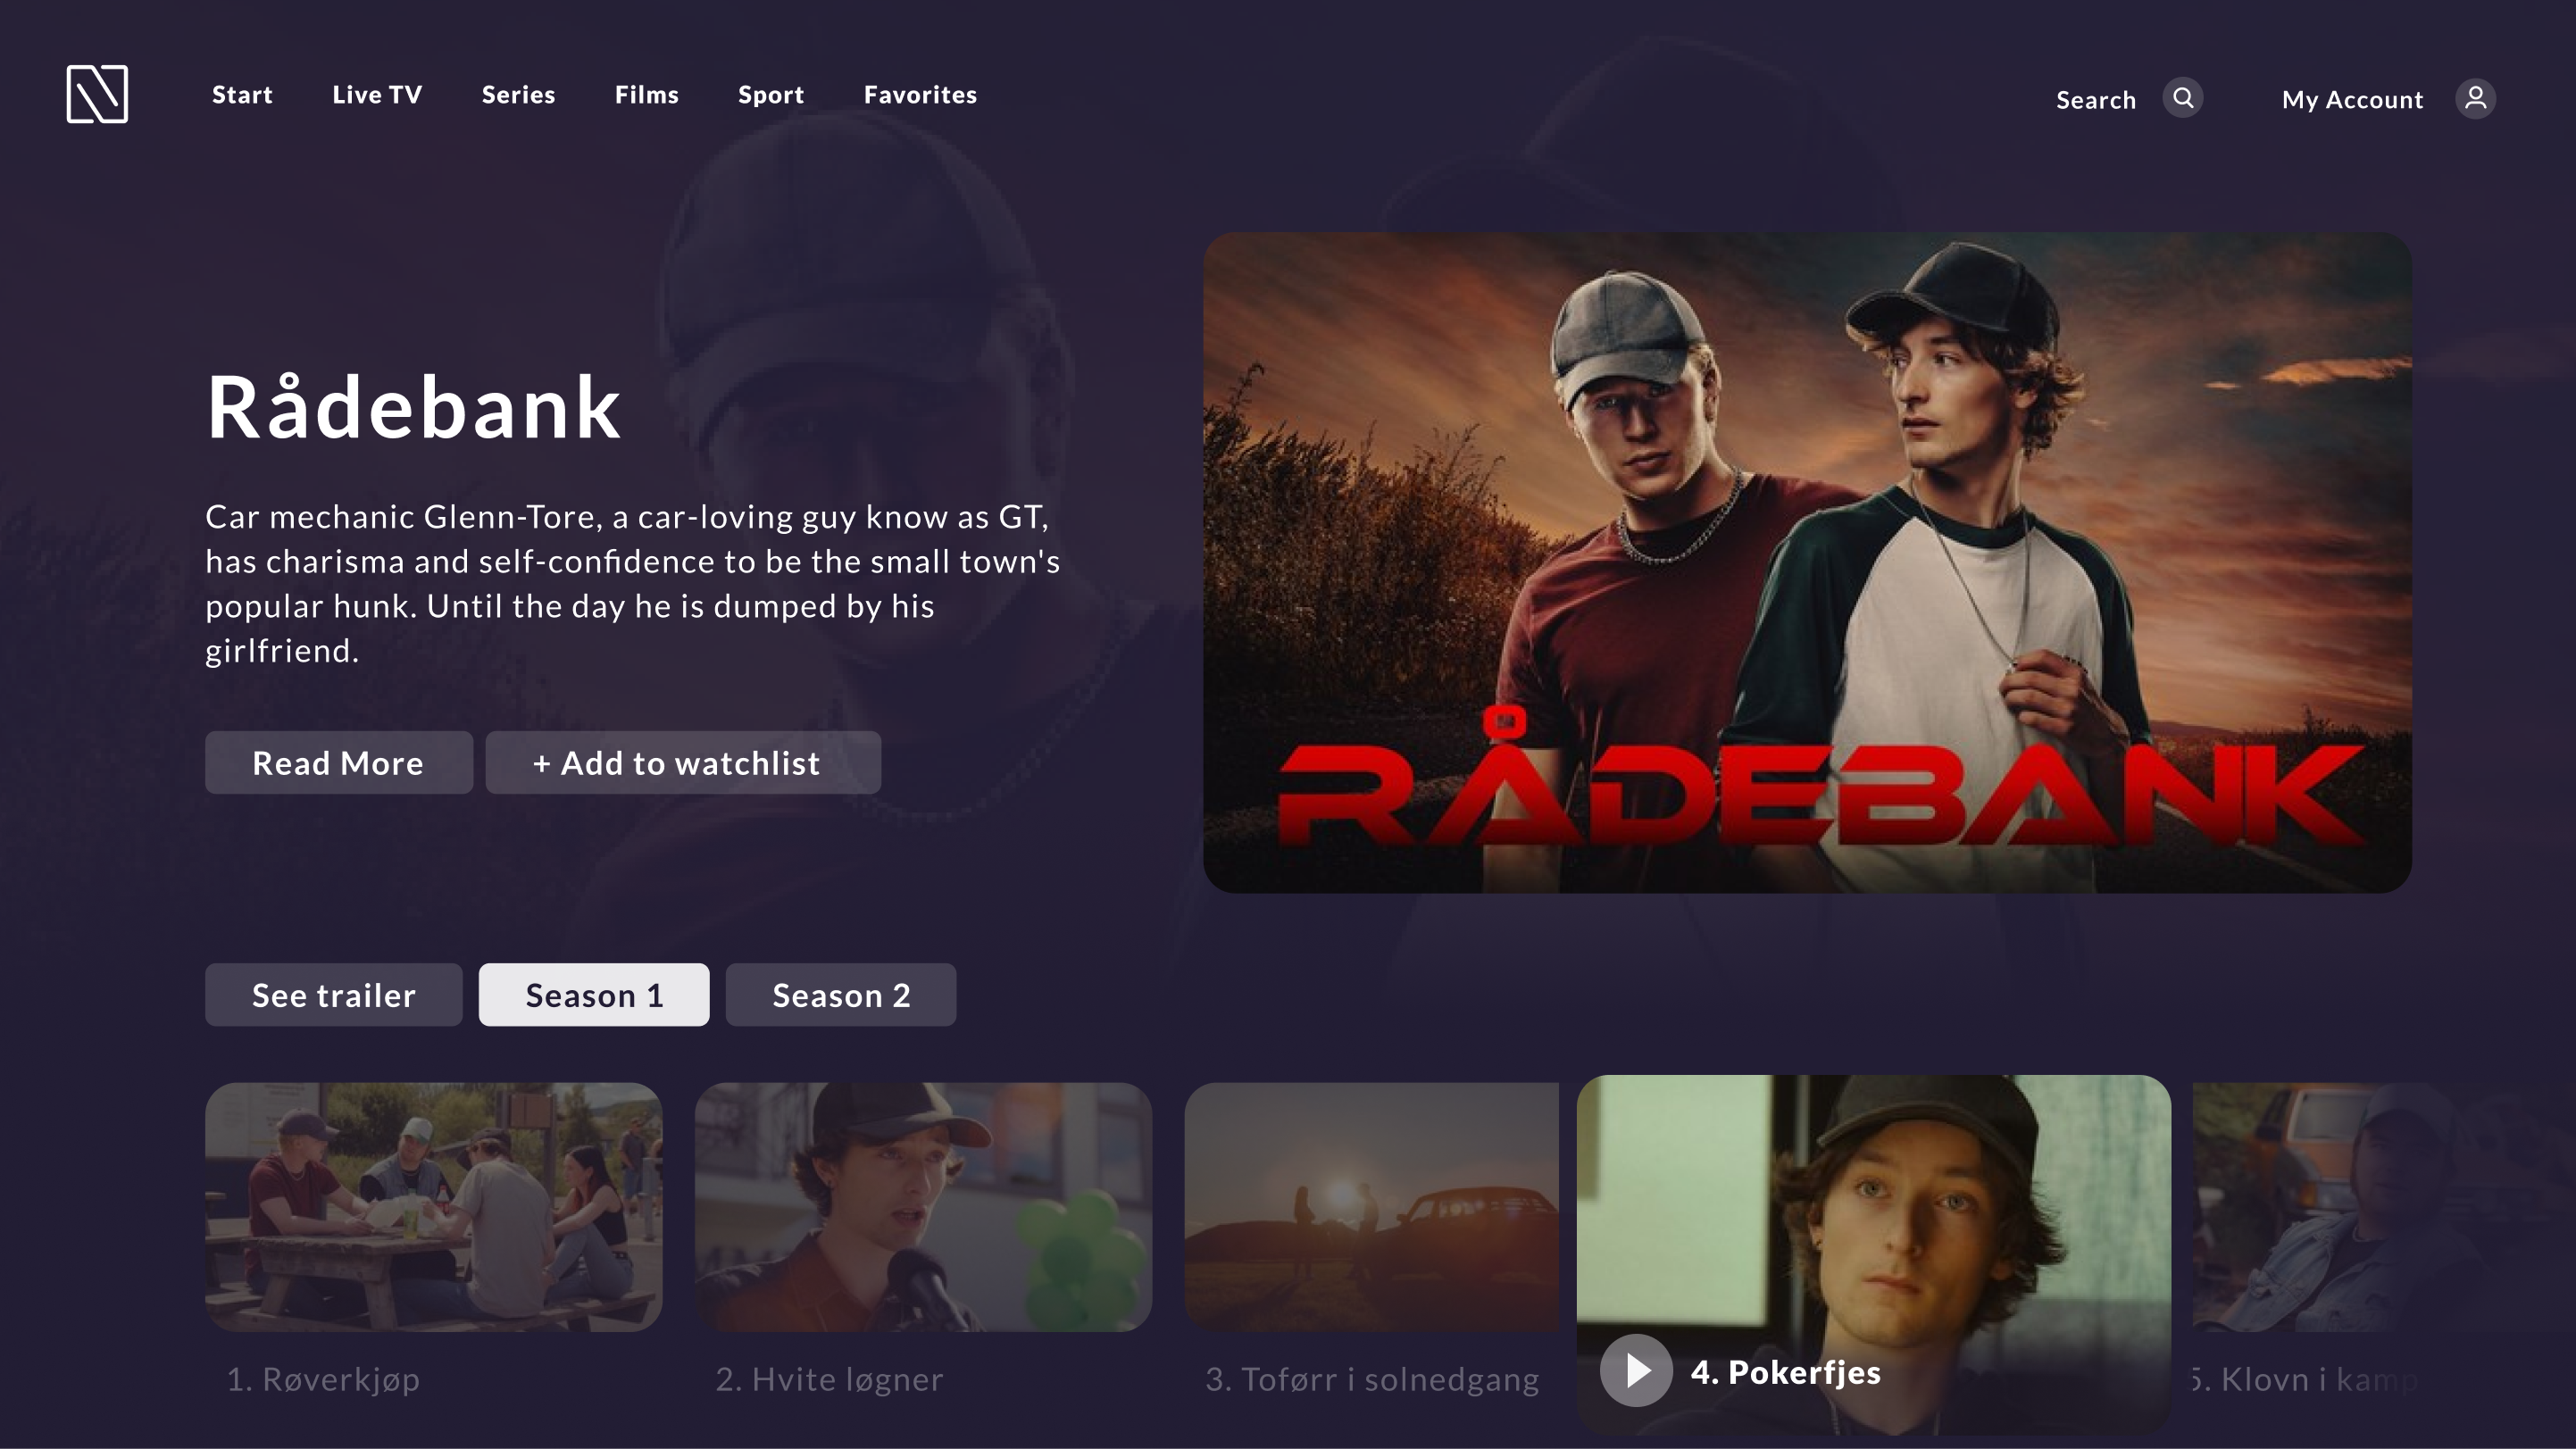 Start Live TV Series Films Sport Favorites
Search My Account
Rådebank
Car mechanic Glenn-Tore, a car-loving guy know as GT,
has charisma and self-confidence to be the small town's
popular hunk. Until the day he is dumped by his
girlfriend.
Read More + Add to watchlist
RÅDEBANK
See trailer Season 1 Season 2
1. Røverkjøp
2. Hvite løgner
3. Toførr i solnedgang
4. Pokerfjes
5. Klovn i kamp